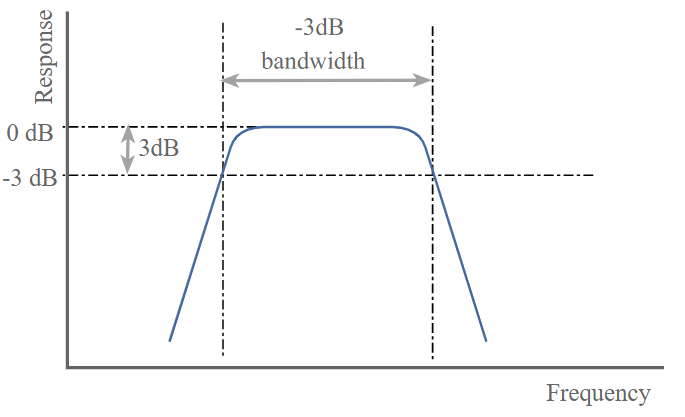 Response
-3dB
bandwidth
0 dB
3dB
-3 dB
Frequency